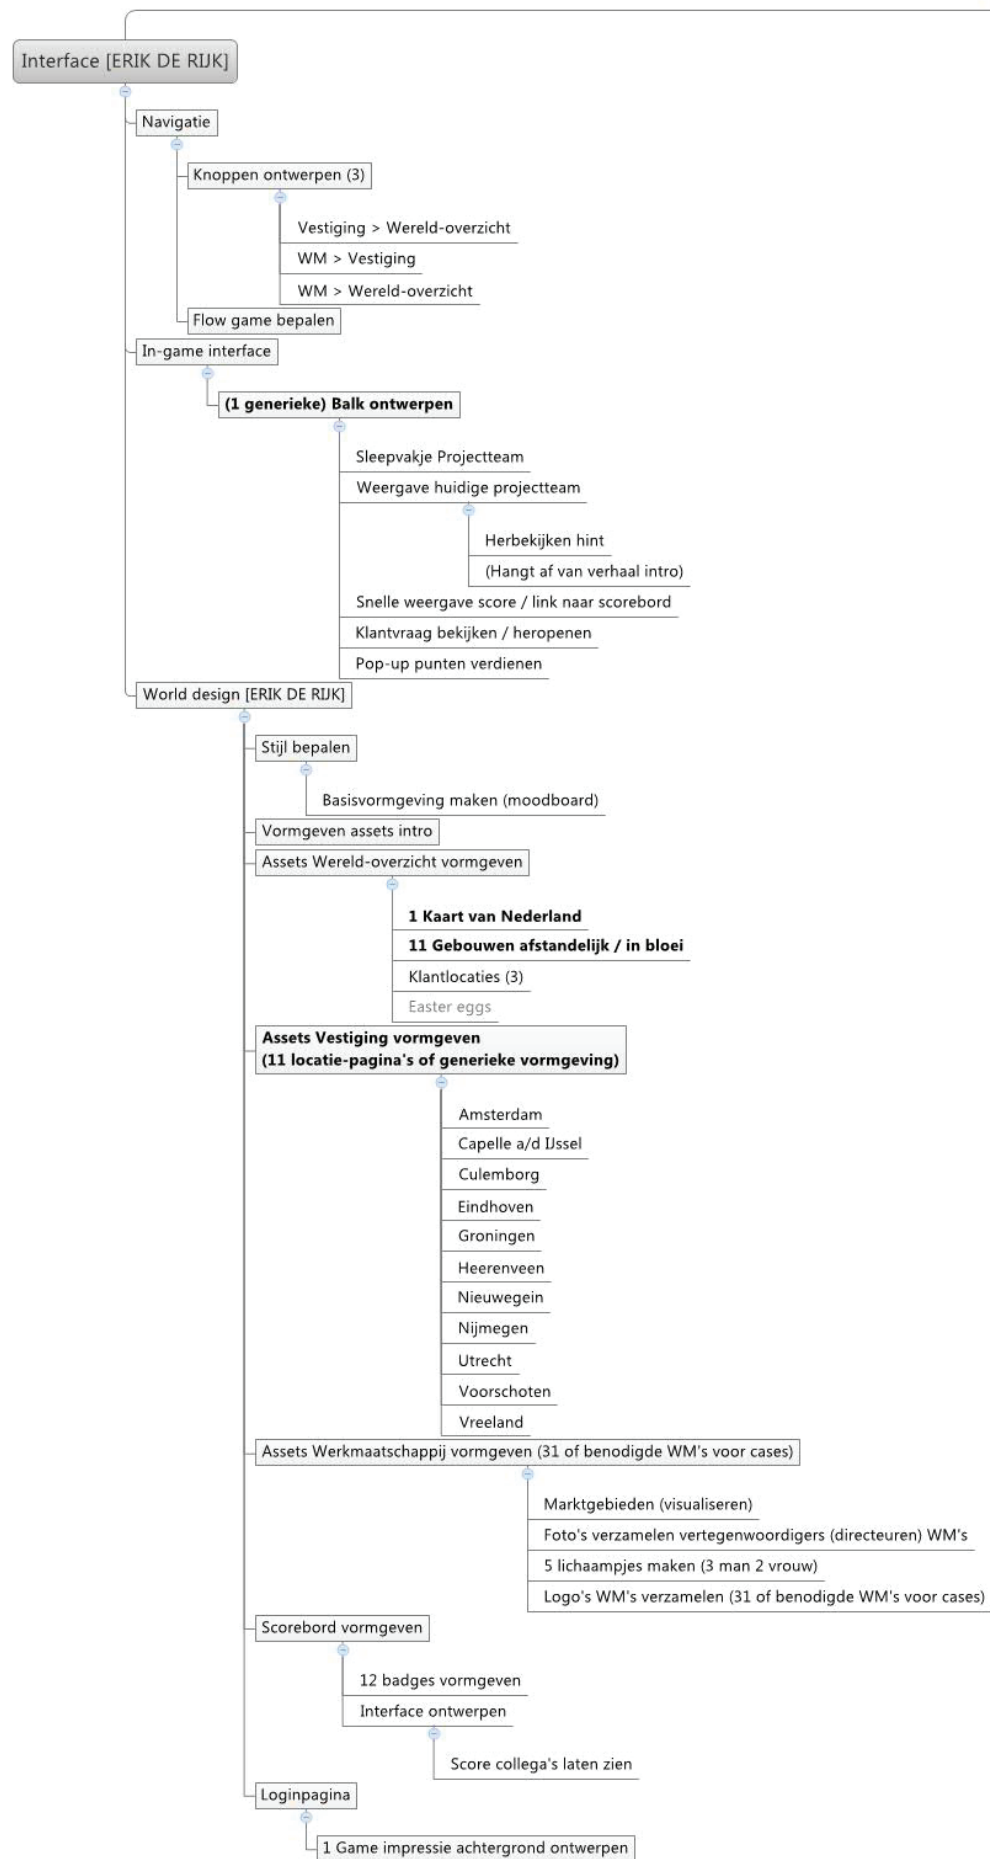 Interface [ERIK DE RIJK]
Navigatie
Knoppen ontwerpen (3)
Vestiging > Wereld-overzicht
WM > Vestiging
WM > Wereld-overzicht
Flow game bepalen
In-game interface
(1 generieke) Balk ontwerpen
Sleepvakje Projectteam
Weergave huidige projectteam
Herbekijken hint
(Hangt af van verhaal intro)
Snelle weergave score / link naar scorebord
Klantvraag bekijken / heropenen
Pop-up punten verdienen
World design [ERIK DE RIJK]
Stijl bepalen
Basisvormgeving maken (moodboard)
Vormgeven assets intro
Assets Wereld-overzicht vormgeven
1 Kaart van Nederland
11 Gebouwen afstandelijk / in bloei
Klantlocaties (3)
Easter eggs
Assets Vestiging vormgeven
(11 locatie-pagina's of generieke vormgeving)
Amsterdam
Capelle a/d IJssel
Culemborg
Eindhoven
Groningen
Heerenveen
Nieuwegein
Nijmegen
Utrecht
Voorschoten
Vreeland
Assets Werkmaatschappij vormgeven (31 of benodigde WM's voor cases)
Marktgebieden (visualiseren)
Foto's verzamelen vertegenwoordigers (directeuren) WM's
5 lichaampjes maken (3 man 2 vrouw)
Logo's WM's verzamelen (31 of benodigde WM's voor cases)
Scorebord vormgeven
12 badges vormgeven
Interface ontwerpen
Score collega's laten zien
Loginpagina
1 Game impressie achtergrond ontwerpen